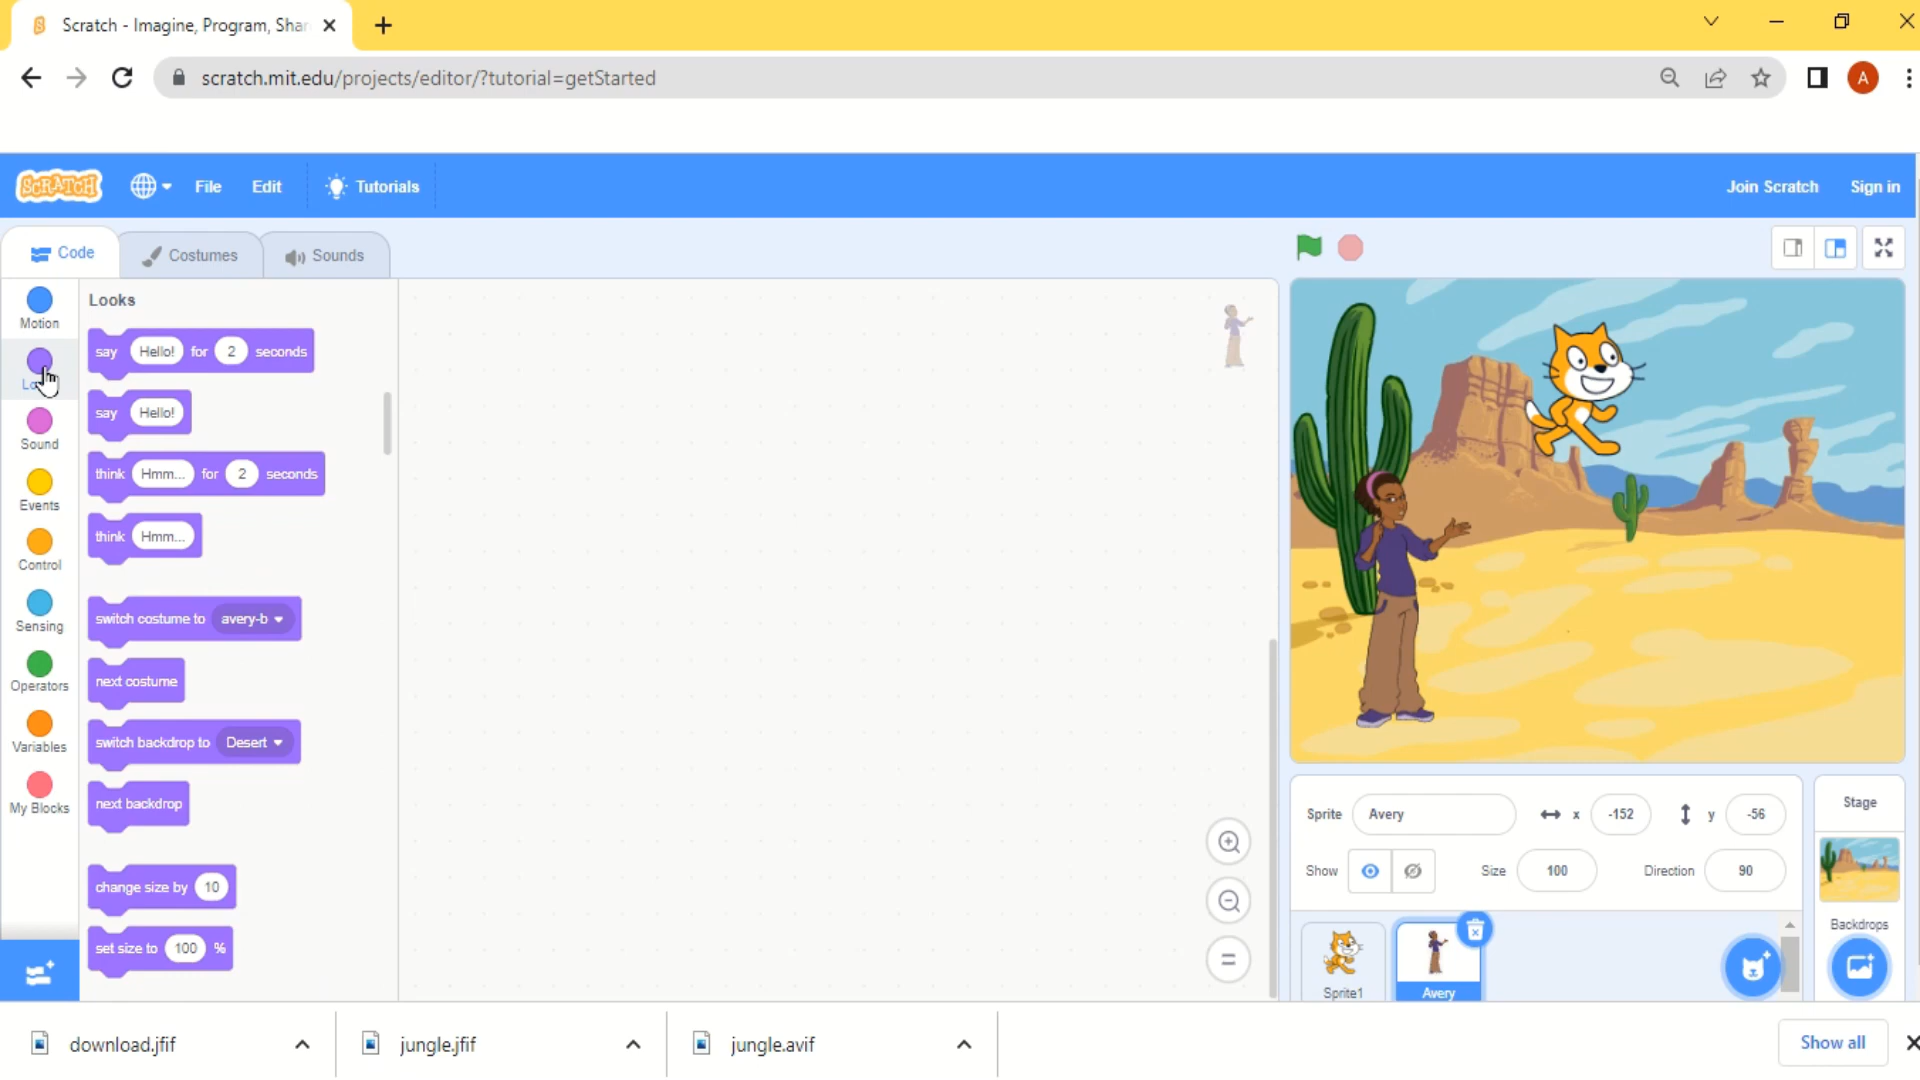 Scratch - Imagine, Program, Shar
scratch.mit.edu/projects/editor/?tutorial=getStarted
A
SCRATCH File Edit Tutorials Join Scratch Sign in
Code Costumes Sounds
Motion
Sound
Events
Control
Sensing
Operators
Variables
My Blocks
Looks
say Hello! for 2 seconds
say Hello!
think Hmm... for 2 seconds
think Hmm...
switch costume to avery-b
next costume
switch backdrop to Desert
next backdrop
change size by 10
set size to 100 %
Sprite Avery x -152 y -56
Show Size 100 Direction 90
Sprite1 Avery
Stage
Backdrops
download.jfif jungle.jfif jungle.avif Show all